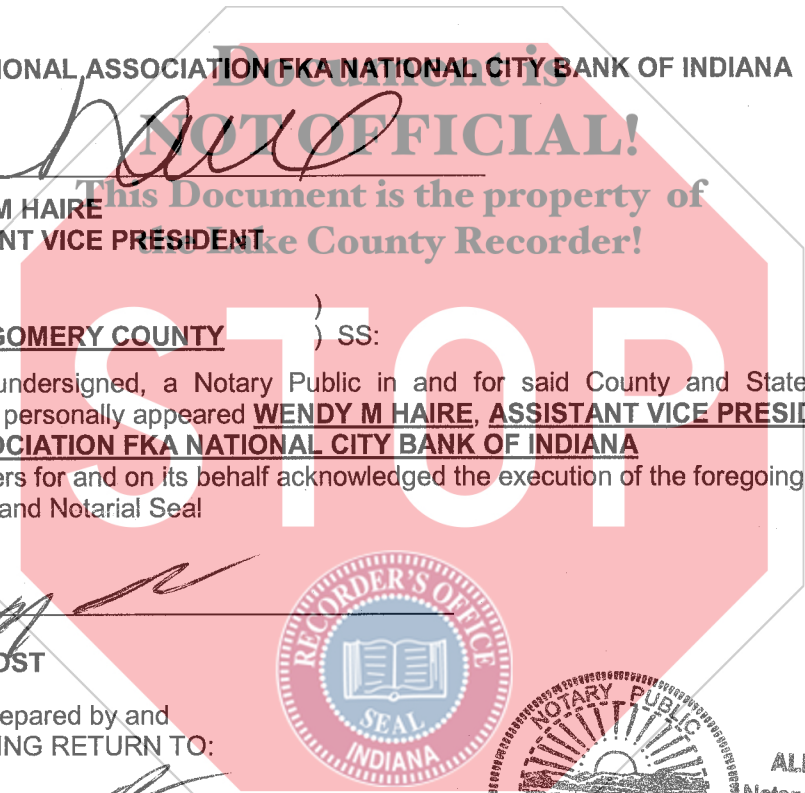 Document is
IONAL ASSOCIATION FKA NATIONAL CITY BANK OF INDIANA
NOT OFFICIAL!
This Document is the property of
M HAIRE
NT VICE PRESIDENT
the Lake County Recorder!
)
GOMERY COUNTY ) SS:
undersigned, a Notary Public in and for said County and State
personally appeared WENDY M HAIRE, ASSISTANT VICE PRESID
OCIATION FKA NATIONAL CITY BANK OF INDIANA
ers for and on its behalf acknowledged the execution of the foregoing
and Notarial Seal
STOP
OST
epared by and
ING RETURN TO:
RECORDER'S OFFICE
SEAL
INDIANA
NOTARY PUBLIC
ALI
Notar